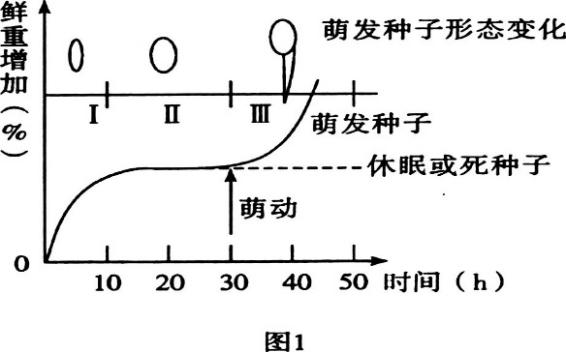 鲜重增加(%)
萌发种子形态变化
I II III
萌发种子
休眠或死种子
萌动
0
10 20 30 40 50 时间(h)
图1